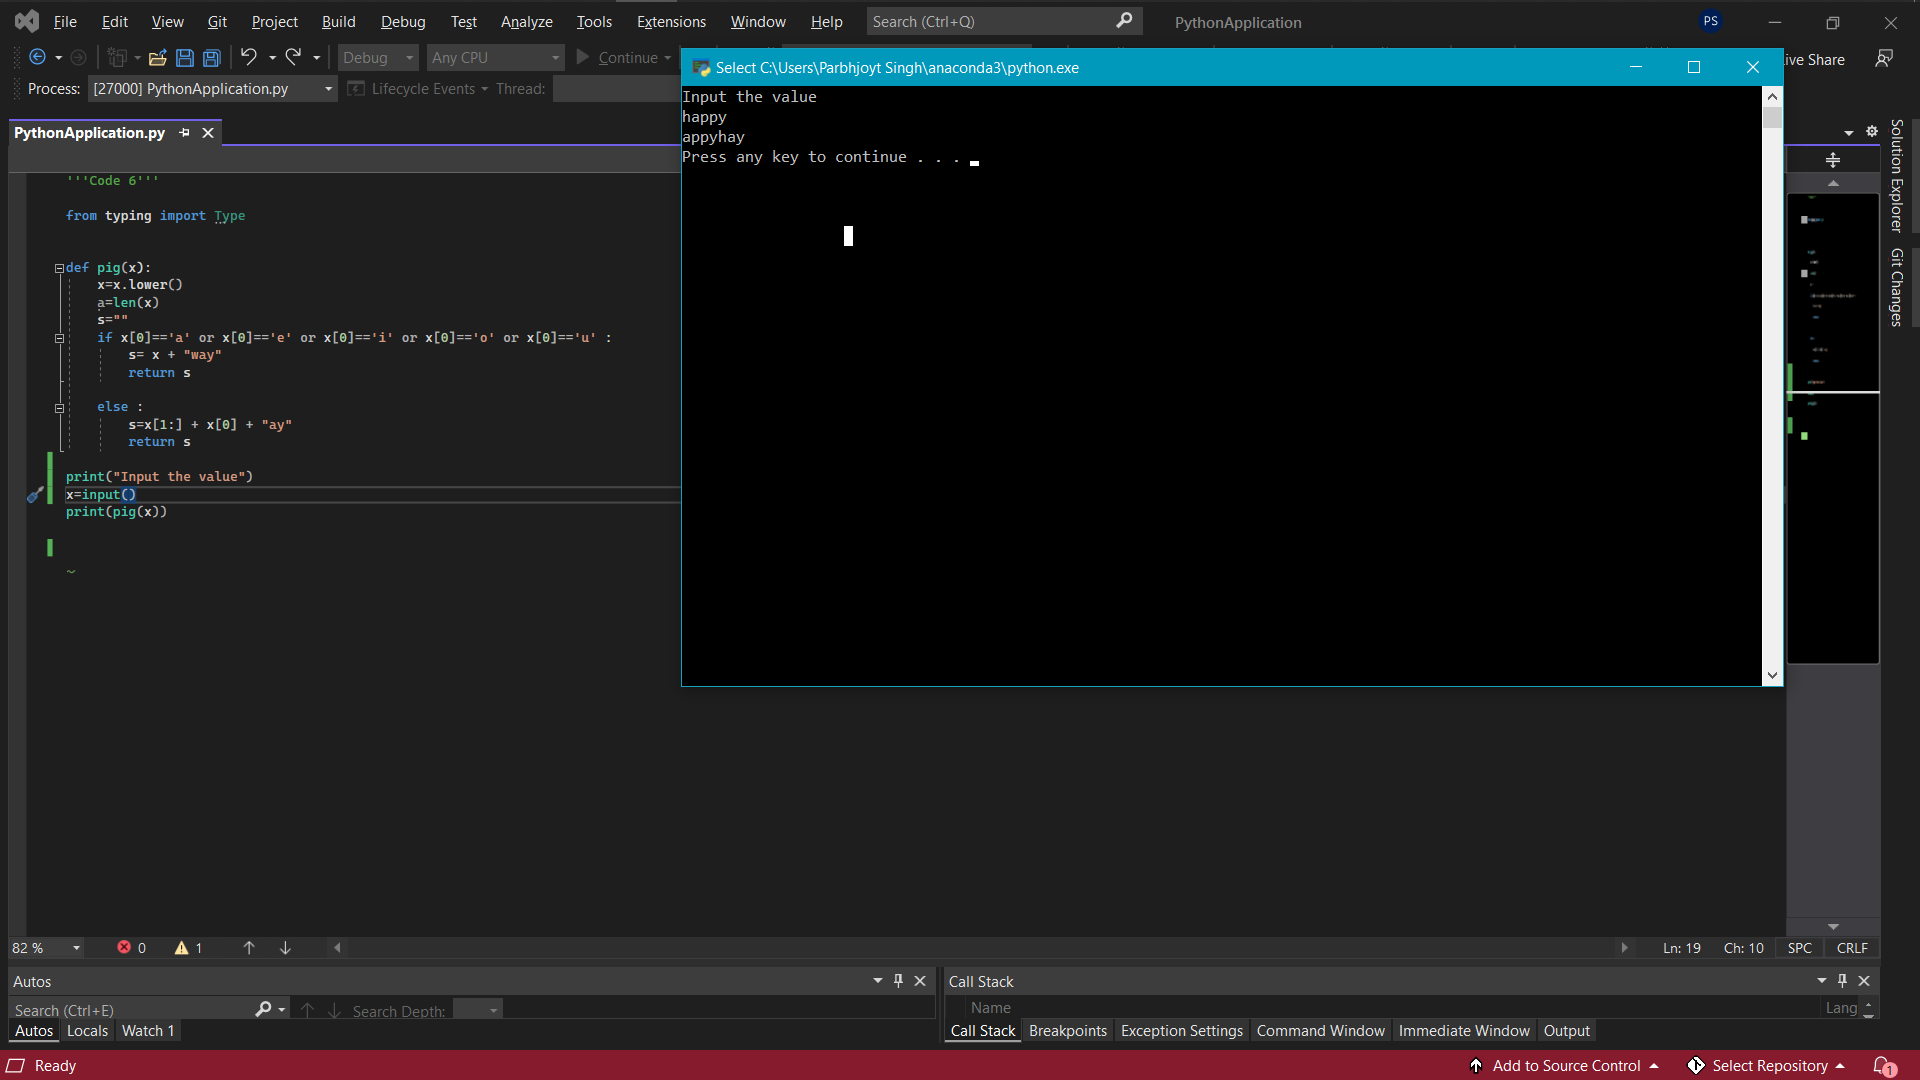 File Edit View Git Project Build Debug Test Analyze Tools Extensions Window Help Search (Ctrl+Q) PythonApplication PS
Debug Any CPU Continue
ive Share
Process: [27000] PythonApplication.py Lifecycle Events Thread:
PythonApplication.py
'''Code 6'''
from typing import Type
def pig(x):
x=x.lower()
a=len(x)
s=""
if x[0]=='a' or x[0]=='e' or x[0]=='i' or x[0]=='o' or x[0]=='u' :
s= x + "way"
return s
else :
s=x[1:] + x[0] + "ay"
return s
print("Input the value")
x=input()
print(pig(x))
~
Select C:\Users\Parbhjoyt Singh\anaconda3\python.exe
Input the value
happy
appyhay
Press any key to continue . . .
Solution Explorer
Git Changes
82 % 0 1 Ln: 19 Ch: 10 SPC CRLF
Autos
Search (Ctrl+E) Search Depth:
Autos Locals Watch 1
Call Stack
Name Lang
Call Stack Breakpoints Exception Settings Command Window Immediate Window Output
Ready Add to Source Control Select Repository 1